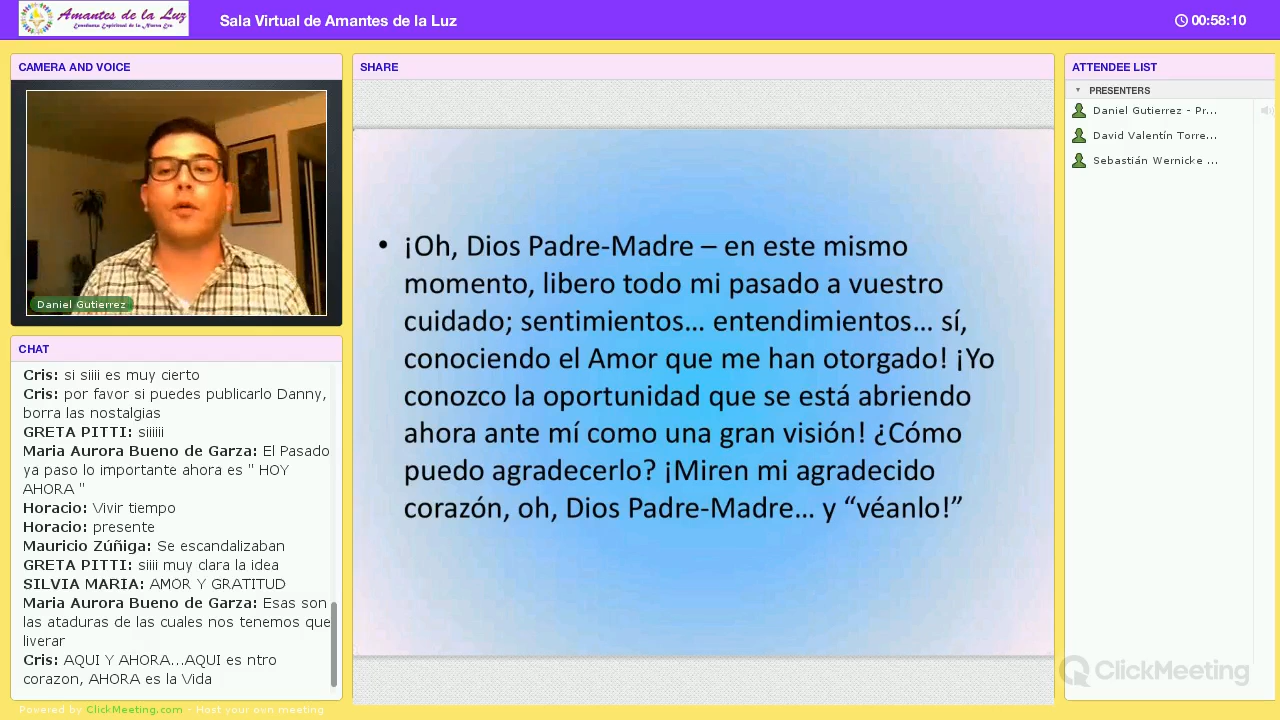 Amantes de la Luz
Enseñanza Espiritual de la Nueva Era
Sala Virtual de Amantes de la Luz
00:58:10
CAMERA AND VOICE
Daniel Gutierrez
CHAT
Cris: si siiii es muy cierto
Cris: por favor si puedes publicarlo Danny,
borra las nostalgias
GRETA PITTI: siiiiii
Maria Aurora Bueno de Garza: El Pasado
ya paso lo importante ahora es " HOY
AHORA "
Horacio: Vivir tiempo
Horacio: presente
Mauricio Zúñiga: Se escandalizaban
GRETA PITTI: siiii muy clara la idea
SILVIA MARIA: AMOR Y GRATITUD
Maria Aurora Bueno de Garza: Esas son
las ataduras de las cuales nos tenemos que
liverar
Cris: AQUI Y AHORA...AQUI es ntro
corazon, AHORA es la Vida
Powered by ClickMeeting.com - Host your own meeting
SHARE
• ¡Oh, Dios Padre-Madre – en este mismo
momento, libero todo mi pasado a vuestro
cuidado; sentimientos... entendimientos... sí,
conociendo el Amor que me han otorgado! ¡Yo
conozco la oportunidad que se está abriendo
ahora ante mí como una gran visión! ¿Cómo
puedo agradecerlo? ¡Miren mi agradecido
corazón, oh, Dios Padre-Madre... y “véanlo!”
ATTENDEE LIST
PRESENTERS
Daniel Gutierrez - Pr...
David Valentín Torre...
Sebastián Wernicke ...
ClickMeeting